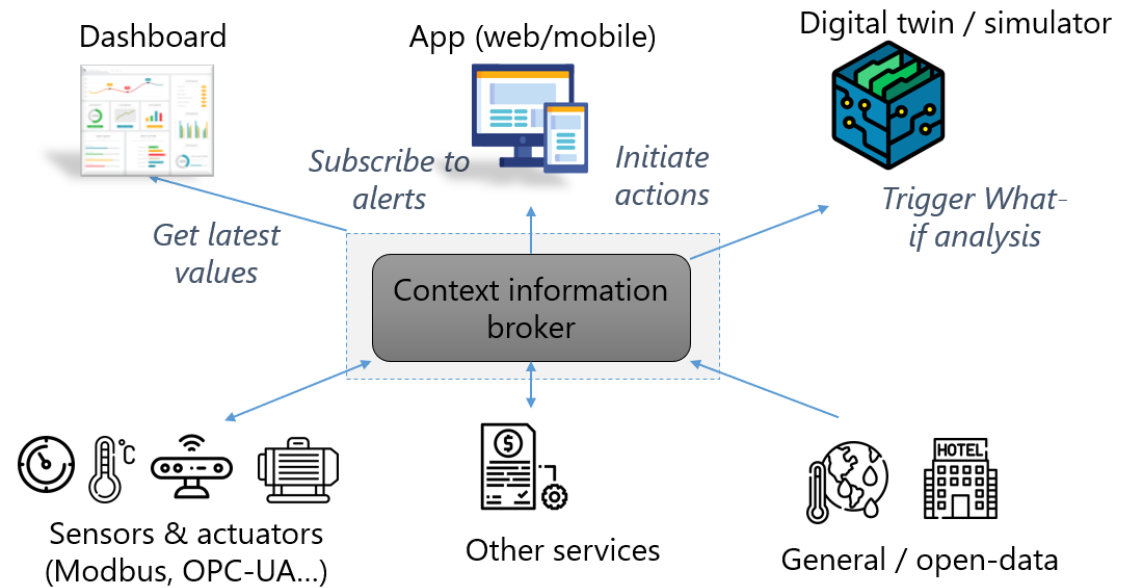 Dashboard
App (web/mobile)
Digital twin / simulator
Subscribe to
alerts
Initiate
actions
Trigger What-
if analysis
Get latest
values
Context information
broker
°C
$
HOTEL
Sensors & actuators
(Modbus, OPC-UA...)
Other services
General / open-data